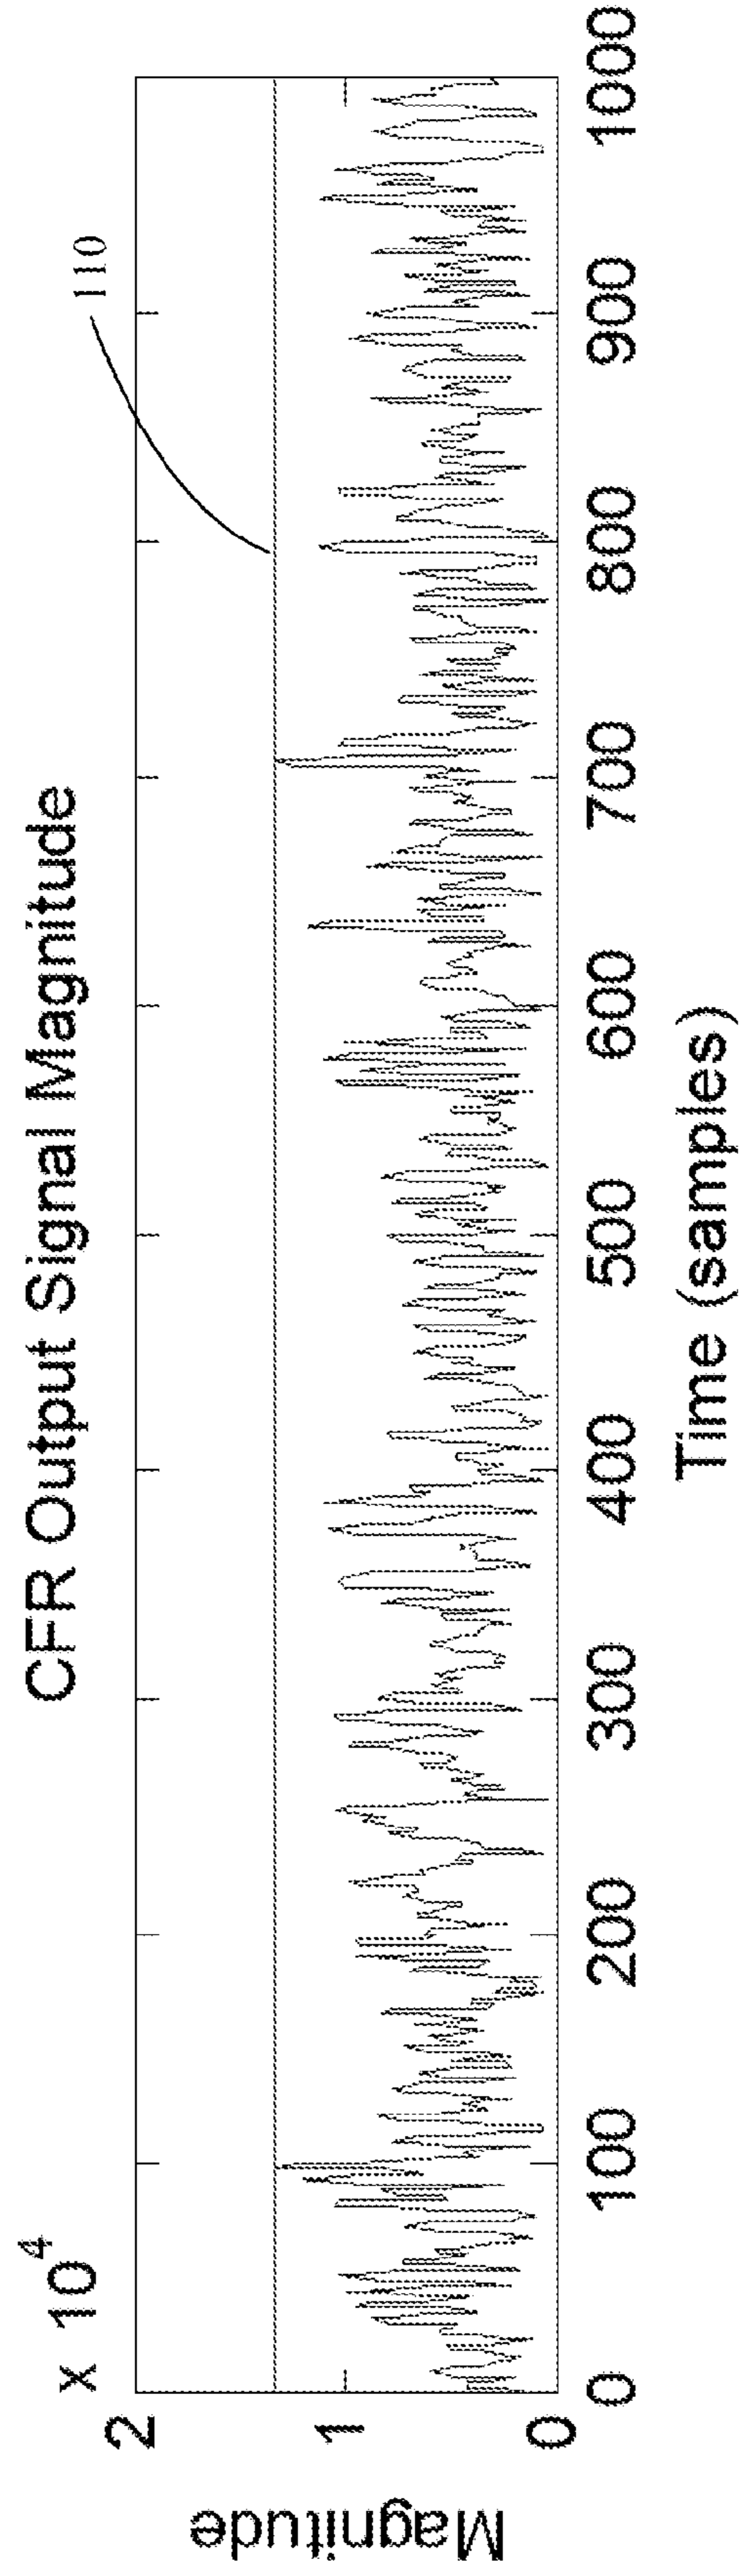 CFR Output Signal Magnitude
x 10^4
110
2
1
0
Magnitude
0 100 200 300 400 500 600 700 800 900 1000
Time (samples)